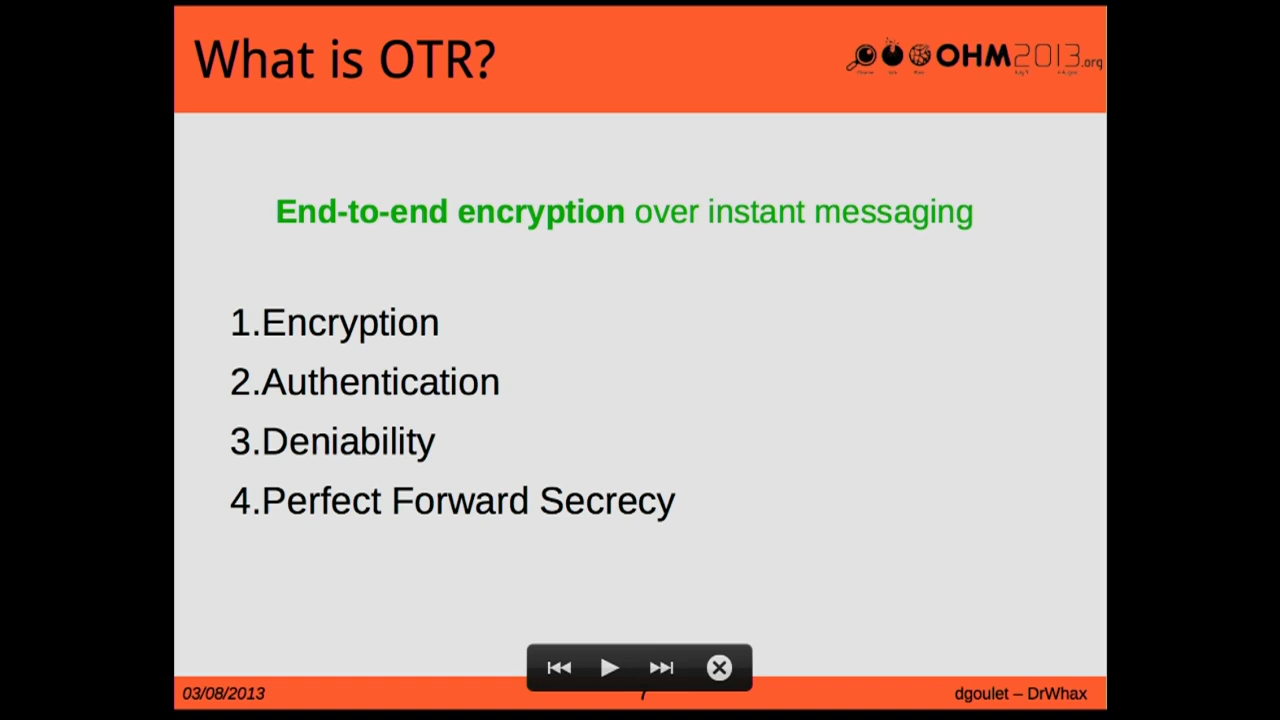 What is OTR?
OHM2013.org
End-to-end encryption over instant messaging
1.Encryption
2.Authentication
3.Deniability
4.Perfect Forward Secrecy
03/08/2013
7
dgoulet – DrWhax